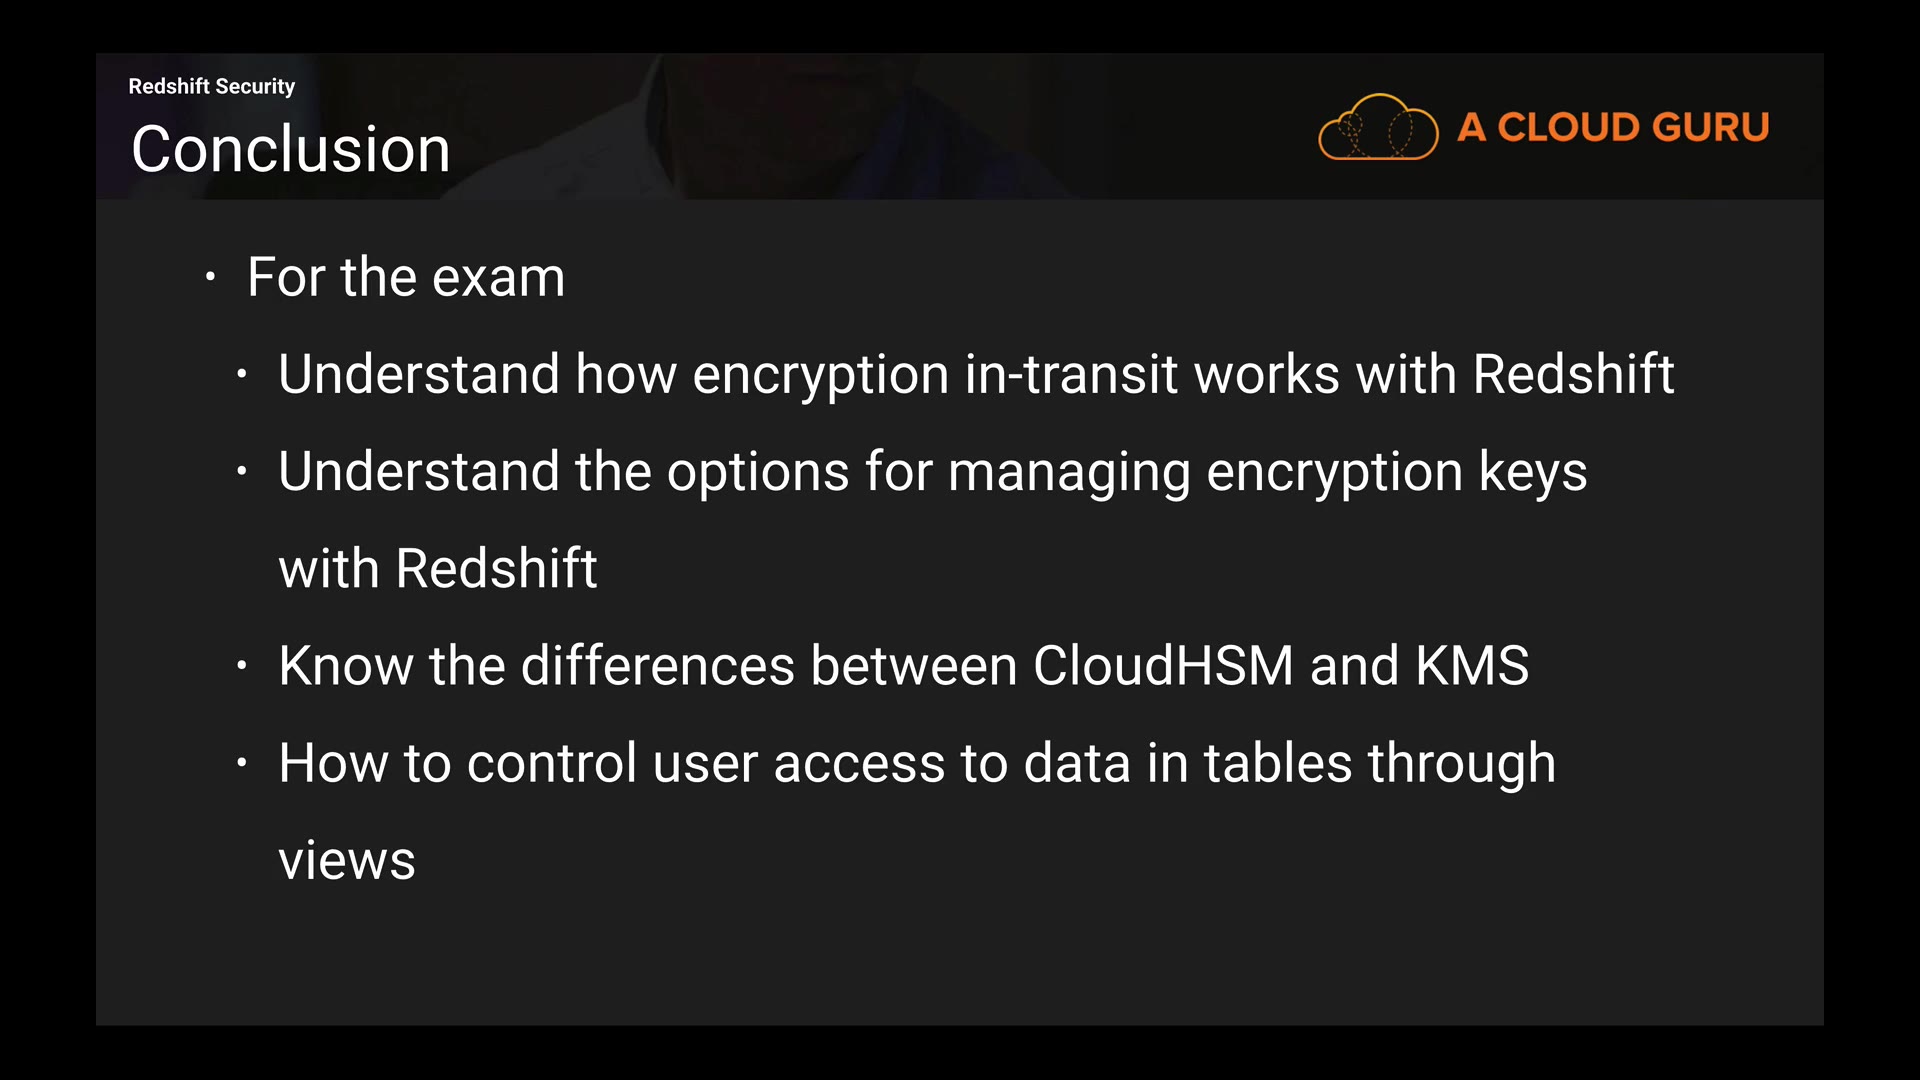 Redshift Security
Conclusion
A CLOUD GURU
• For the exam
• Understand how encryption in-transit works with Redshift
• Understand the options for managing encryption keys
with Redshift
• Know the differences between CloudHSM and KMS
• How to control user access to data in tables through
views